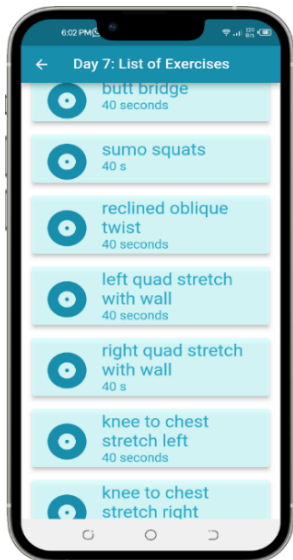 6:02 PM
Day 7: List of Exercises
butt bridge
40 seconds
sumo squats
40 s
reclined oblique
twist
40 seconds
left quad stretch
with wall
40 seconds
right quad stretch
with wall
40 s
knee to chest
stretch left
40 seconds
knee to chest
stretch right